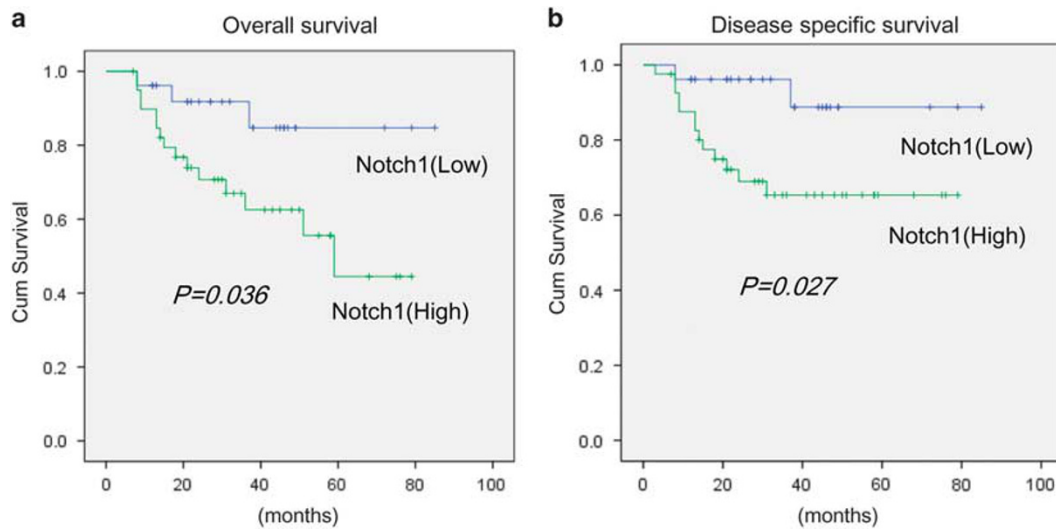 a
Overall survival
Cum Survival
1.0
0.8
0.6
0.4
0.2
0.0
Notch1(Low)
P=0.036
Notch1(High)
0 20 40 60 80 100
(months)
b
Disease specific survival
Cum Survival
1.0
0.8
0.6
0.4
0.2
0.0
Notch1(Low)
Notch1(High)
P=0.027
0 20 40 60 80 100
(months)